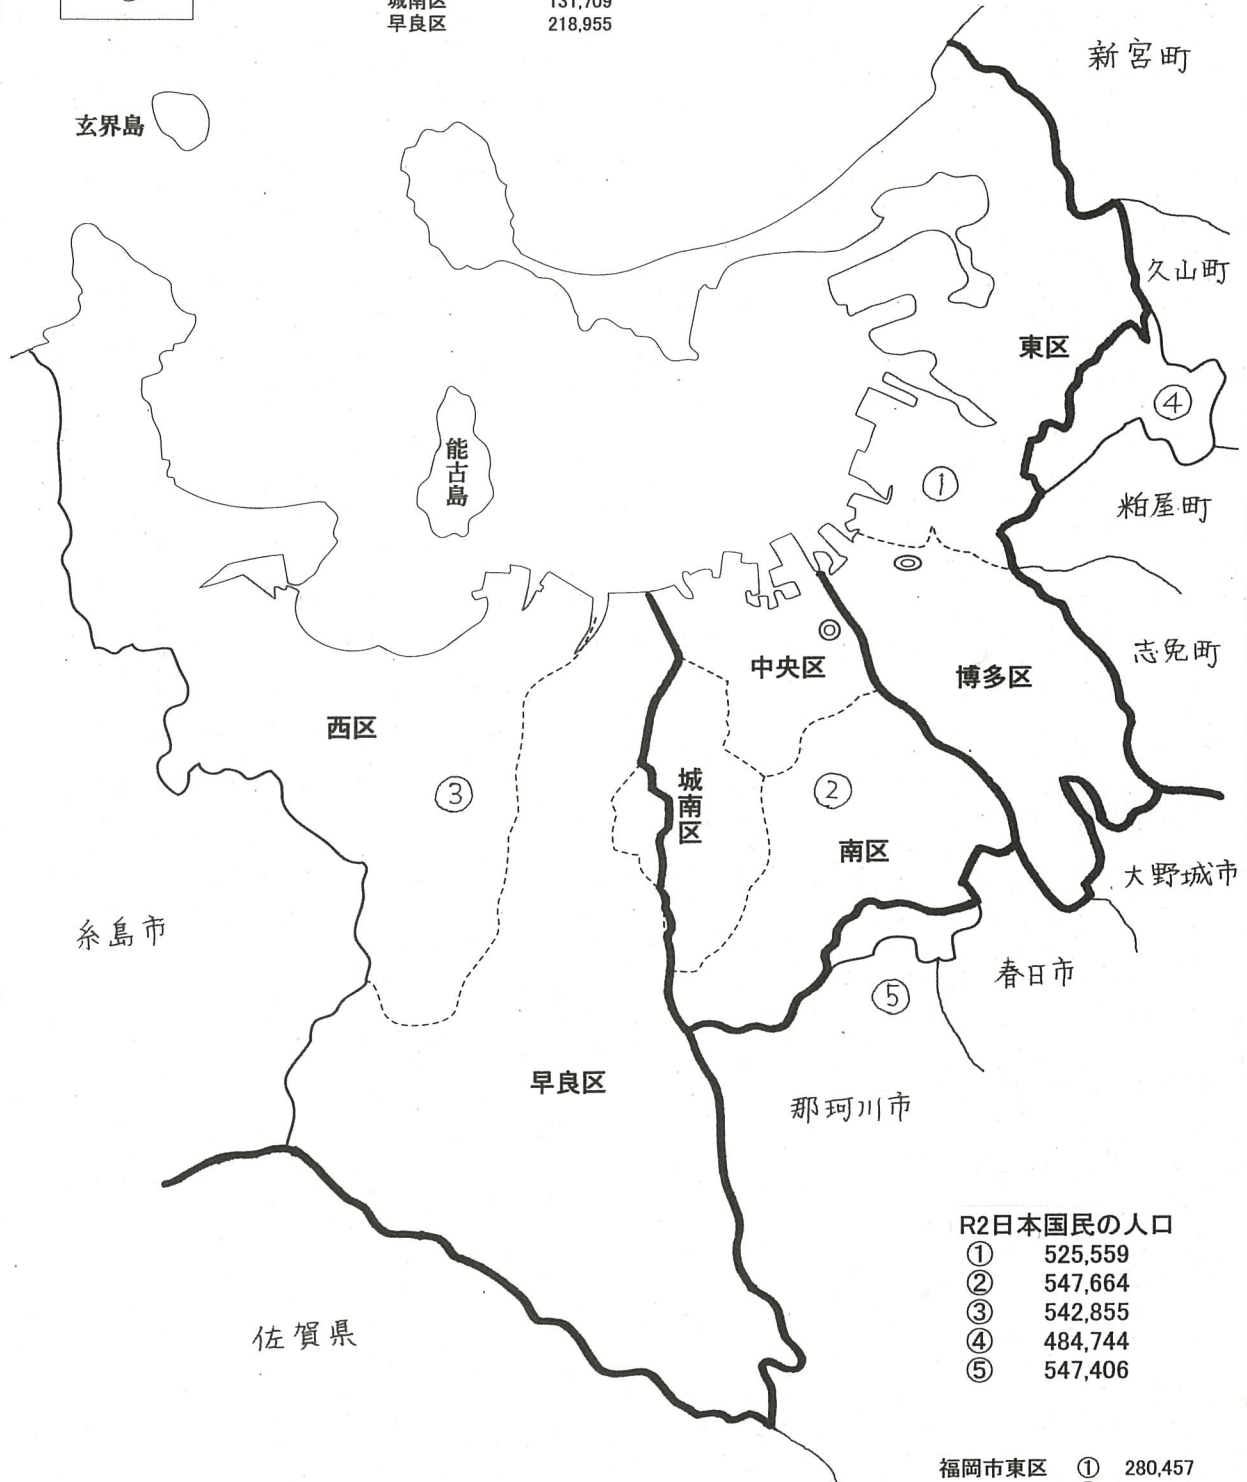 城南区 131,709
早良区 218,955
新宮町
玄界島
久山町
東区
④
能古島
①
粕屋町
志免町
中央区
博多区
西区
城南区
③
②
南区
大野城市
糸島市
春日市
⑤
早良区
那珂川市
R2日本国民の人口
① 525,559
② 547,664
③ 542,855
④ 484,744
⑤ 547,406
佐賀県
福岡市東区 ① 280,457